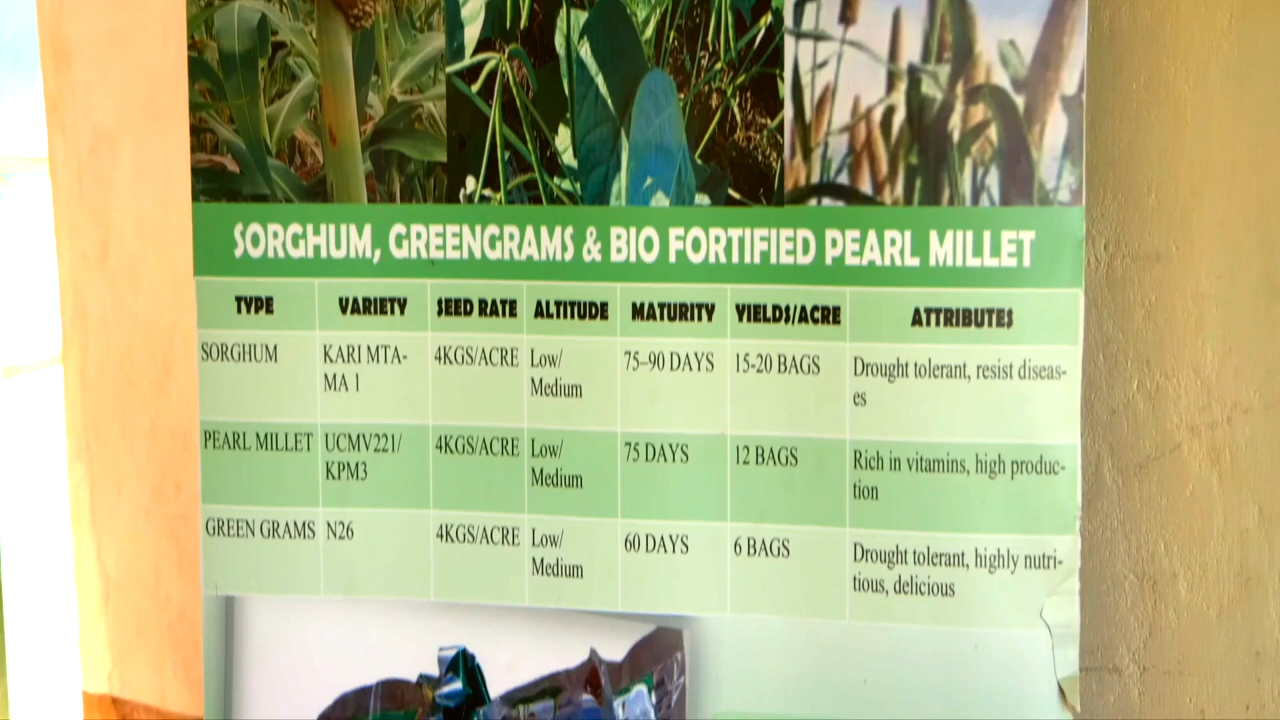 SORGHUM, GREENGRAMS & BIO FORTIFIED PEARL MILLET
TYPE VARIETY SEED RATE ALTITUDE MATURITY YIELDS/ACRE ATTRIBUTES
SORGHUM KARI MTA- 4KGS/ACRE Low/ 75–90 DAYS 15-20 BAGS Drought tolerant, resist diseas-
MA 1 Medium es
PEARL MILLET UCMV221/ 4KGS/ACRE Low/ 75 DAYS 12 BAGS Rich in vitamins, high produc-
KPM3 Medium tion
GREEN GRAMS N26 4KGS/ACRE Low/ 60 DAYS 6 BAGS Drought tolerant, highly nutri-
Medium tious, delicious